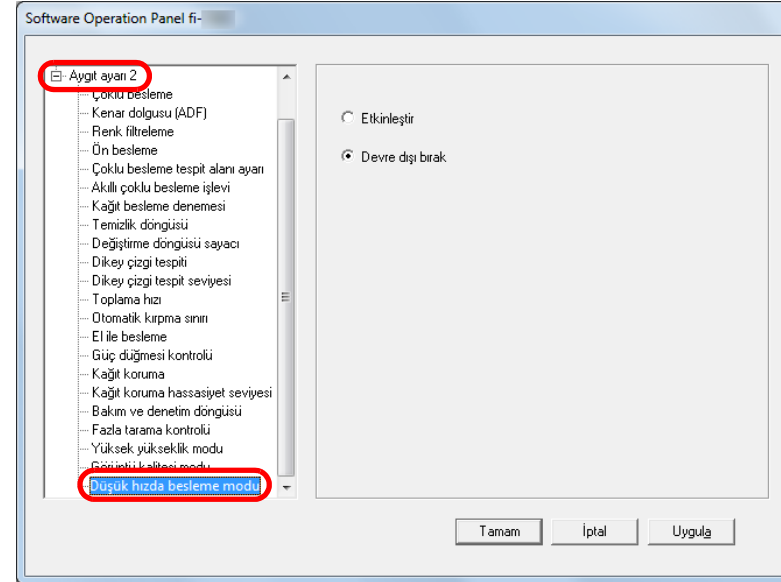 Software Operation Panel fi-
Aygıt ayarı 2
Çoklu besleme
Kenar dolgusu (ADF)
Renk filtreleme
Ön besleme
Çoklu besleme tespit alanı ayarı
Akıllı çoklu besleme işlevi
Kağıt besleme denemesi
Temizlik döngüsü
Değiştirme döngüsü sayacı
Dikey çizgi tespiti
Dikey çizgi tespit seviyesi
Toplama hızı
Otomatik kırpma sınırı
El ile besleme
Güç düğmesi kontrolü
Kağıt koruma
Kağıt koruma hassasiyet seviyesi
Bakım ve denetim döngüsü
Fazla tarama kontrolü
Yüksek yükseklik modu
Görüntü kalitesi modu
Düşük hızda besleme modu
Etkinleştir
Devre dışı bırak
Tamam
İptal
Uygula